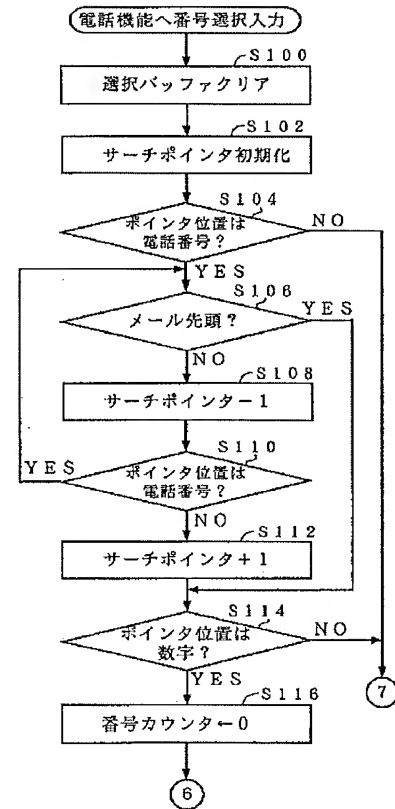 電話機能へ番号選択入力
S100
選択バッファクリア
S102
サーチポインタ初期化
S104
ポインタ位置は
電話番号?
NO
YES
S106
メール先頭?
YES
NO
S108
サーチポインタ−1
S110
YES
ポインタ位置は
電話番号?
NO
S112
サーチポインタ+1
S114
ポインタ位置は
数字?
NO
YES
S116
番号カウンタ←0
7
6